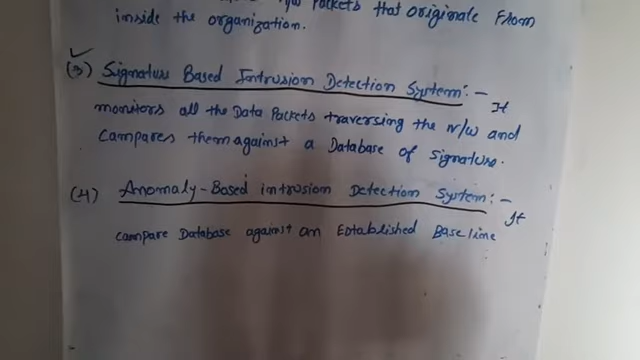 Packets that originate From
inside the organization.
(3) Signature Based Intrusion Detection System: - It
monitors all the Data Packets traversing the N/W and
Compares them against a Database of Signature.
(4) Anomaly-Based intrusion Detection System: - It
Compare Database against an Established Baseline